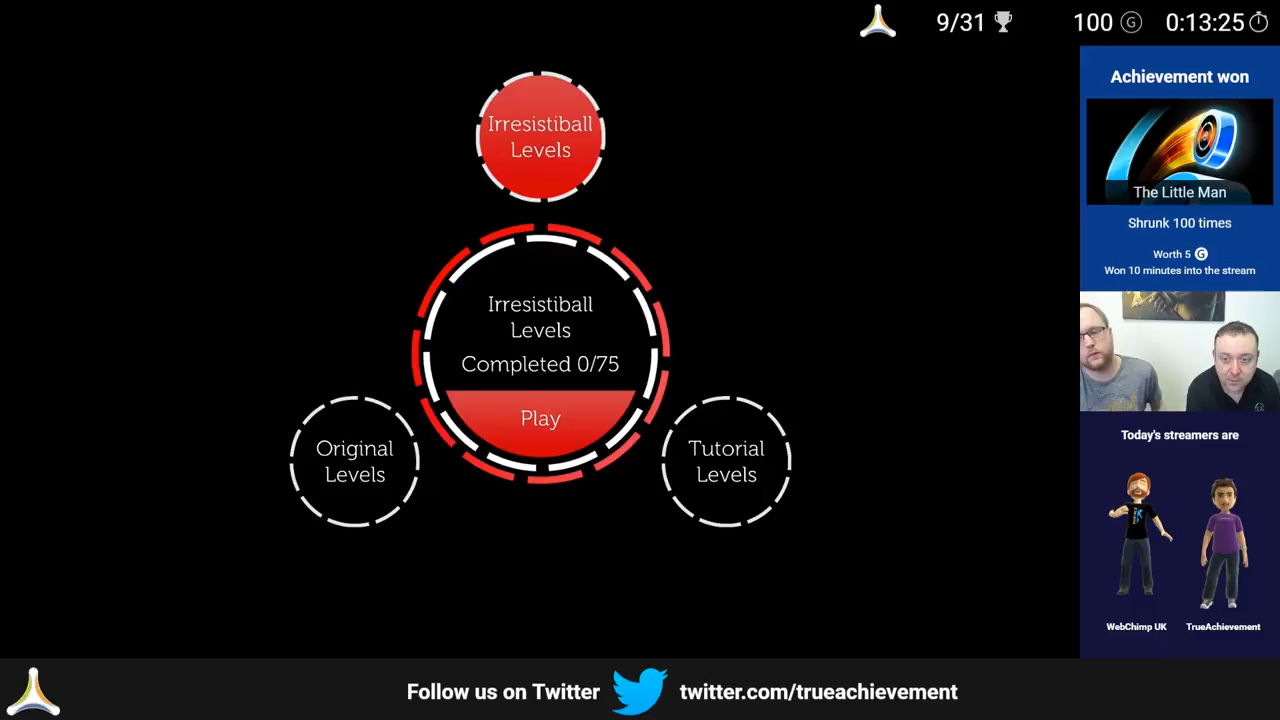 9/31
100 G
0:13:25
Irresistiball
Levels
Irresistiball
Levels
Completed 0/75
Play
Original
Levels
Tutorial
Levels
Achievement won
The Little Man
Shrunk 100 times
Worth 5 G
Won 10 minutes into the stream
Today's streamers are
WebChimp UK
TrueAchievement
Follow us on Twitter
twitter.com/trueachievement